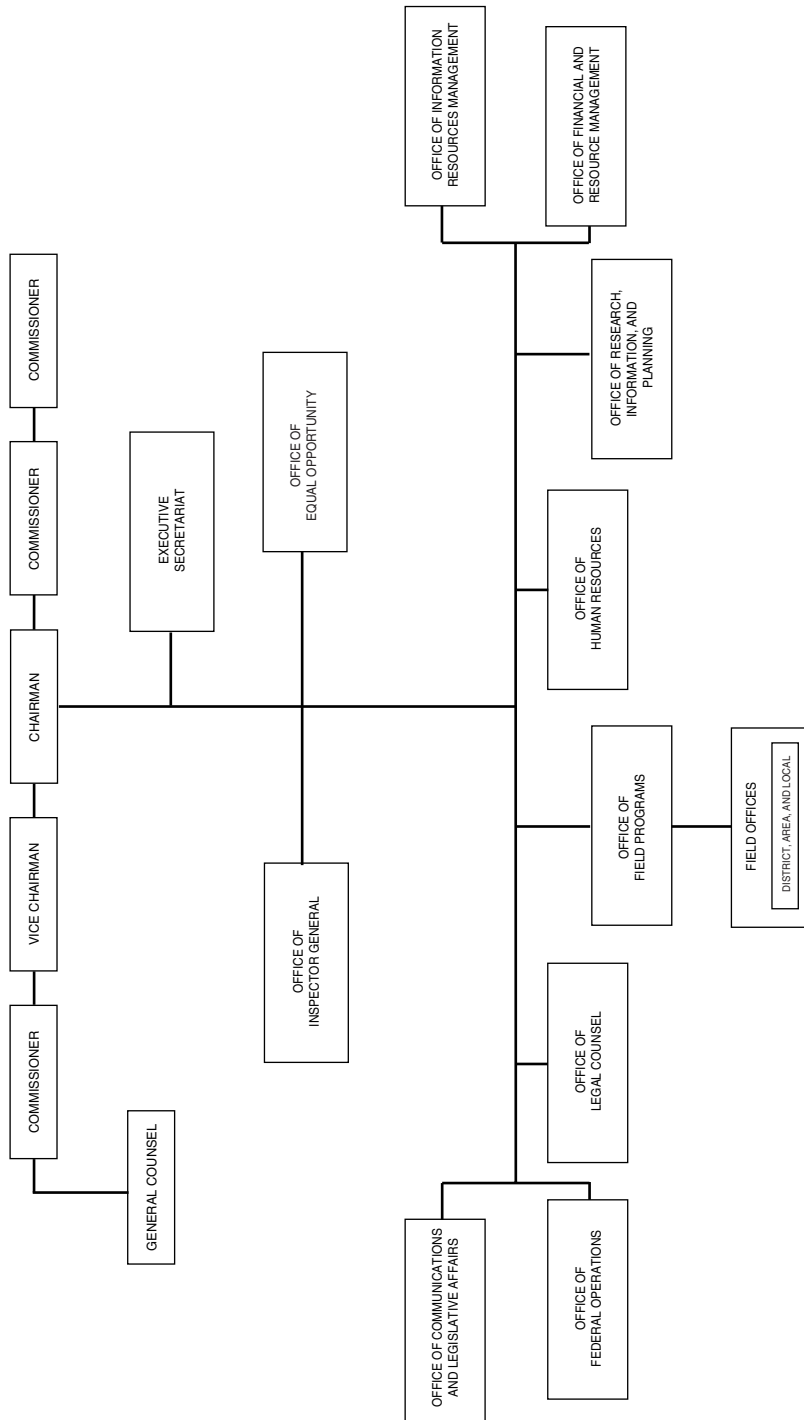 COMMISSIONER
VICE CHAIRMAN
CHAIRMAN
COMMISSIONER
COMMISSIONER
GENERAL COUNSEL
EXECUTIVE
SECRETARIAT
OFFICE OF
INSPECTOR GENERAL
OFFICE OF
EQUAL OPPORTUNITY
OFFICE OF COMMUNICATIONS
AND LEGISLATIVE AFFAIRS
OFFICE OF INFORMATION
RESOURCES MANAGEMENT
OFFICE OF
FEDERAL OPERATIONS
OFFICE OF
LEGAL COUNSEL
OFFICE OF
FIELD PROGRAMS
OFFICE OF
HUMAN RESOURCES
OFFICE OF RESEARCH,
INFORMATION, AND
PLANNING
OFFICE OF FINANCIAL AND
RESOURCE MANAGEMENT
FIELD OFFICES
DISTRICT, AREA, AND LOCAL